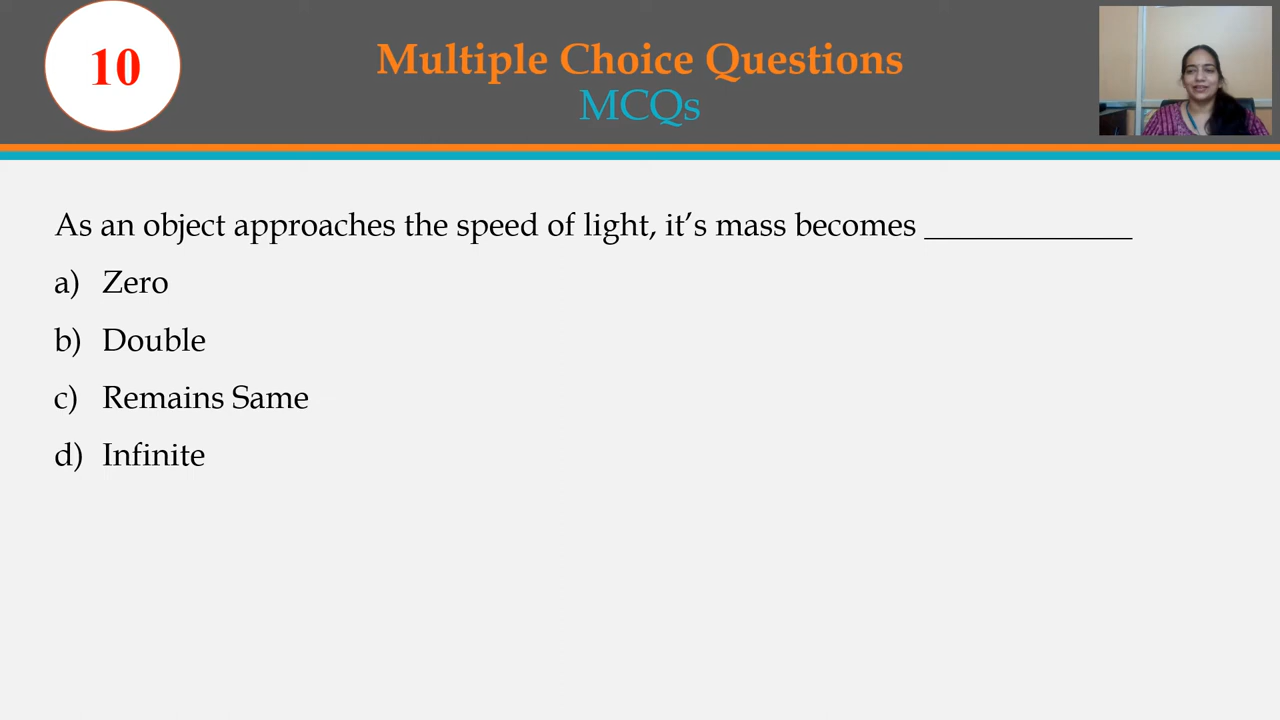 10
Multiple Choice Questions
MCQs
As an object approaches the speed of light, it’s mass becomes _____________
a) Zero
b) Double
c) Remains Same
d) Infinite